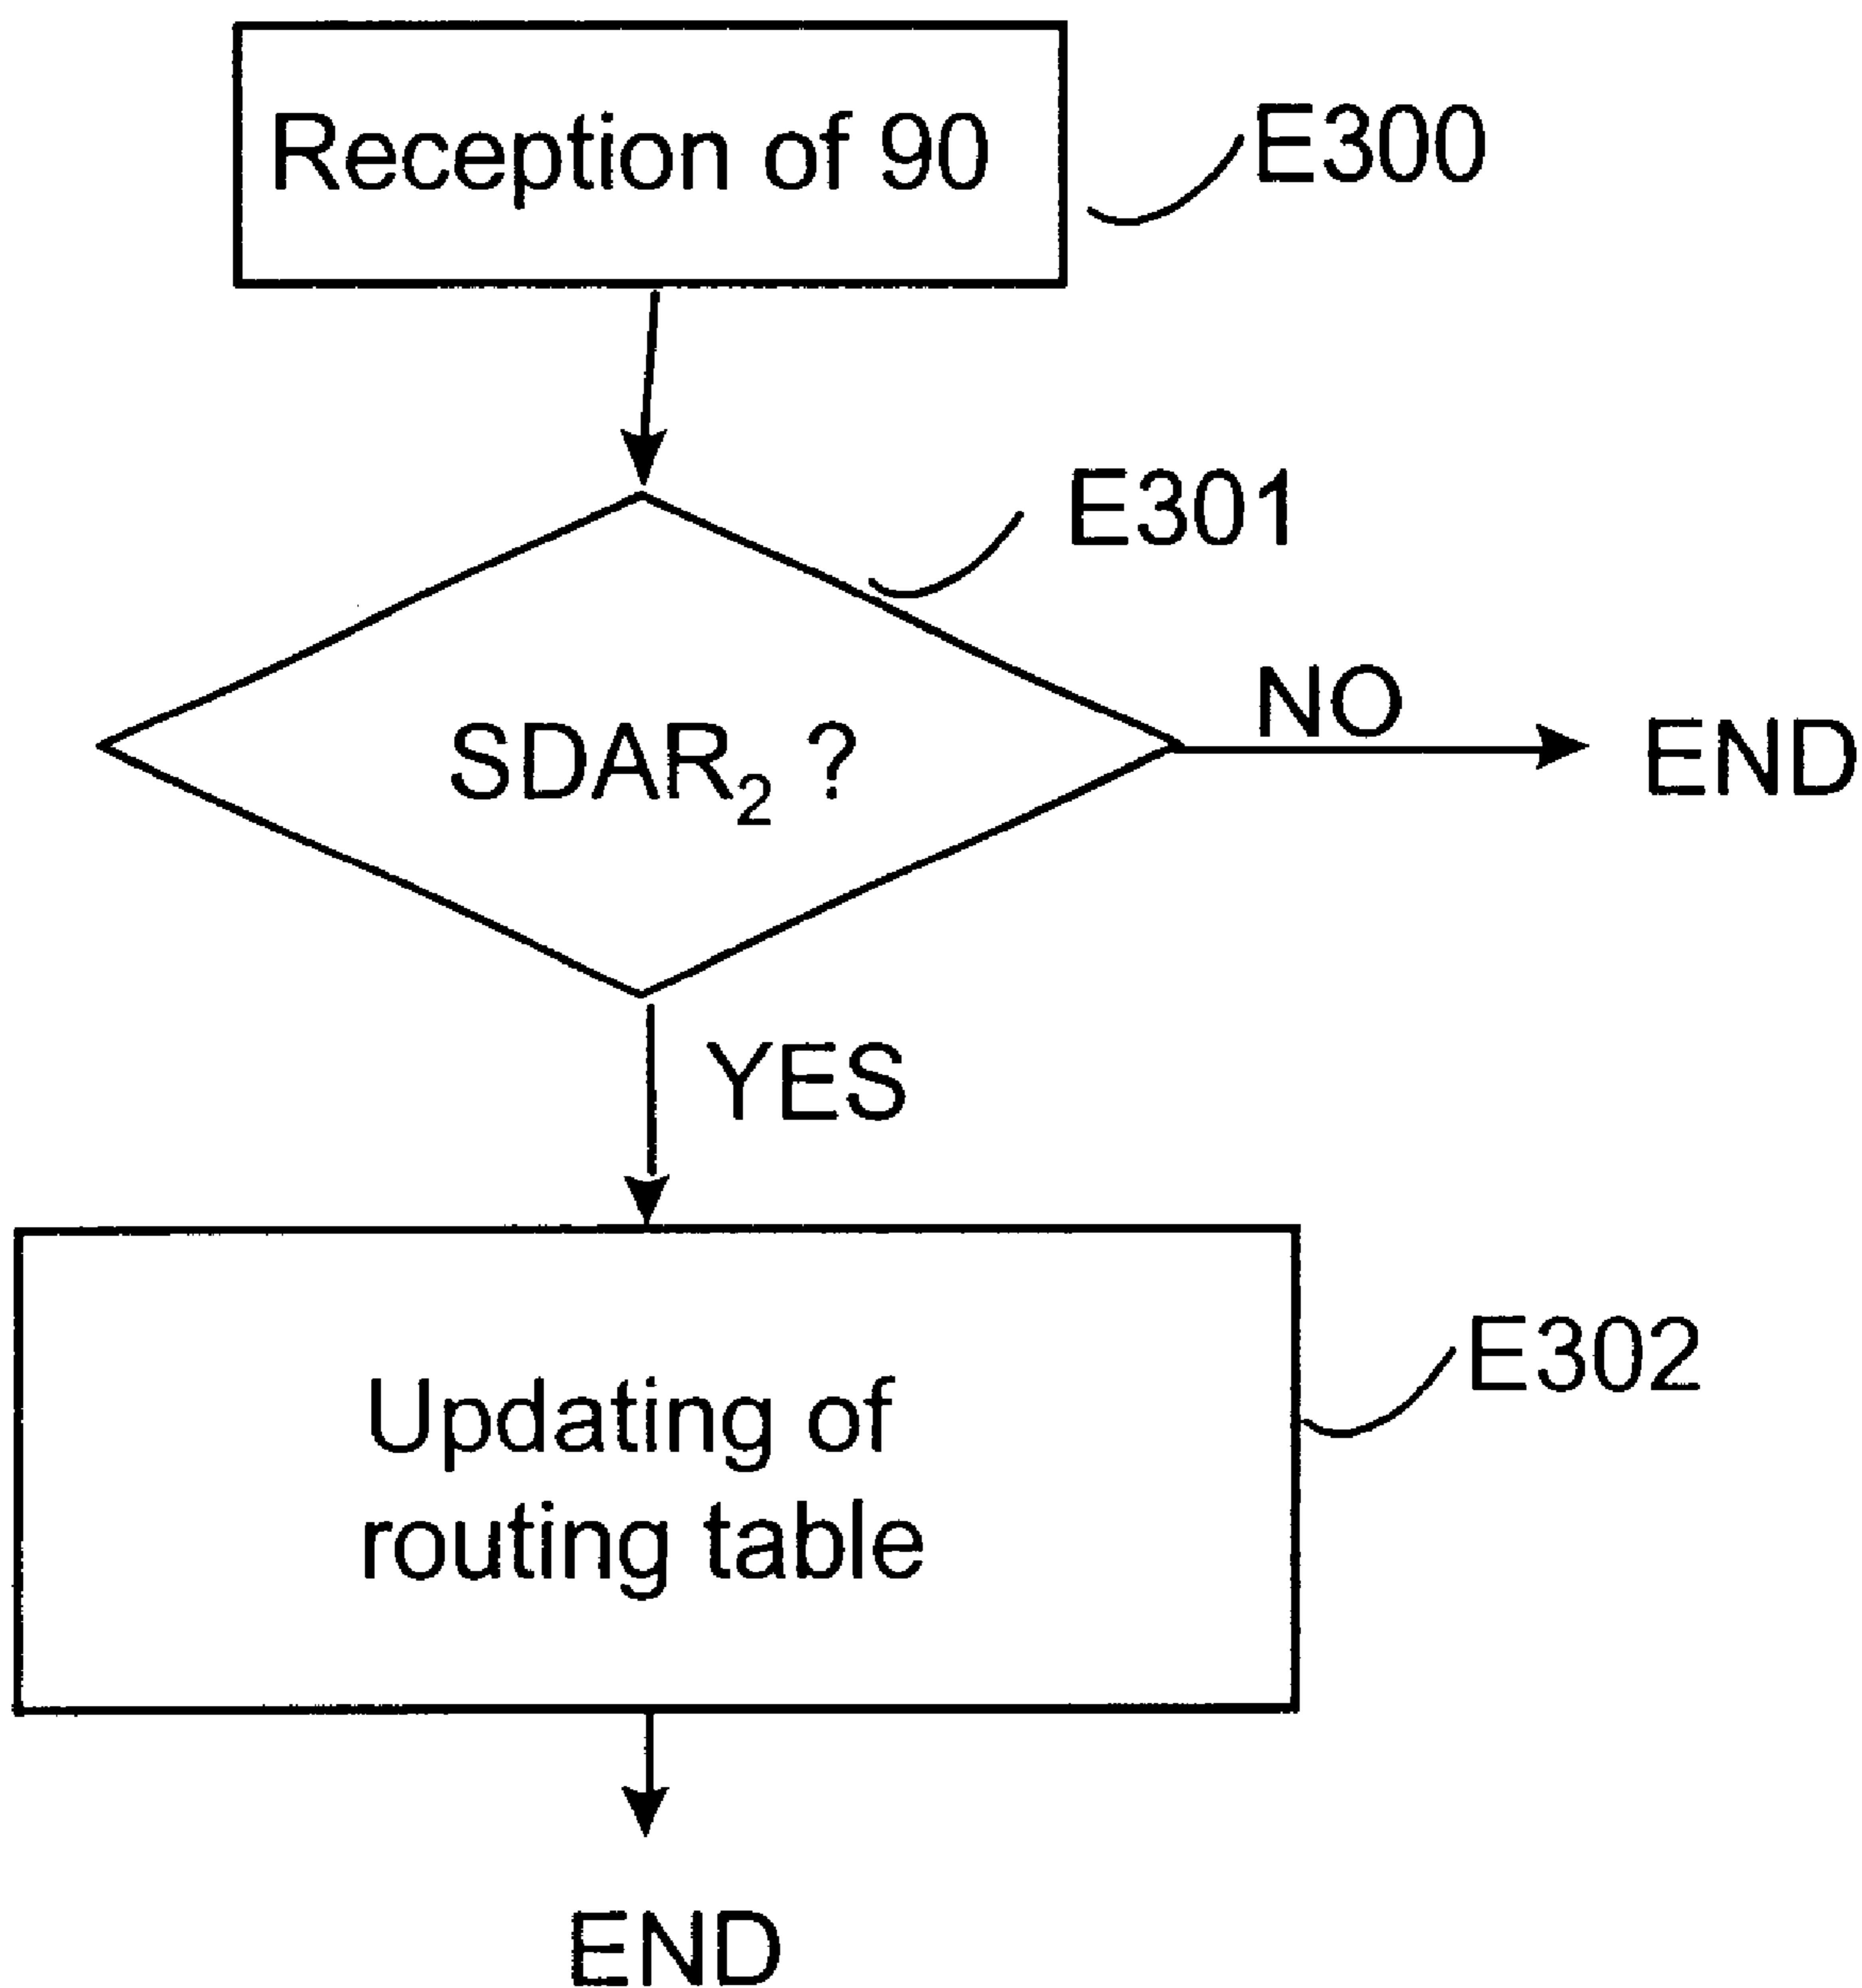 Reception of 90
E300
E301
SDAR₂ ?
NO
END
YES
Updating of
routing table
E302
END